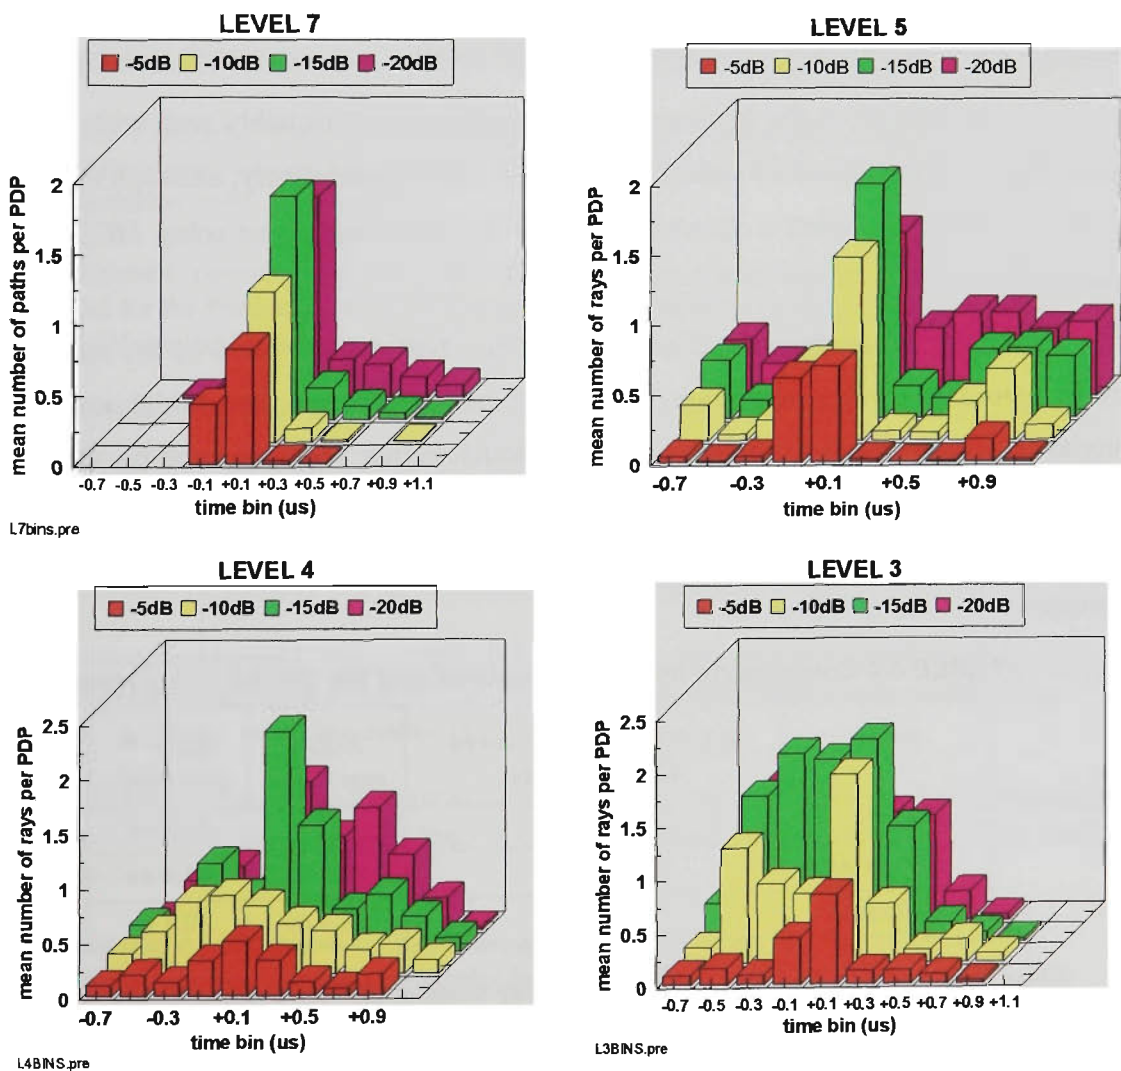 LEVEL 7
-5dB -10dB -15dB -20dB
mean number of paths per PDP
2
1.5
1
0.5
0
-0.7 -0.5 -0.3 -0.1 +0.1 +0.3 +0.5 +0.7 +0.9 +1.1
time bin (us)
L7bins.pre
LEVEL 5
-5dB -10dB -15dB -20dB
mean number of rays per PDP
2
1.5
1
0.5
0
-0.7 -0.3 +0.1 +0.5 +0.9
time bin (us)
LEVEL 4
-5dB -10dB -15dB -20dB
mean number of rays per PDP
2.5
2
1.5
1
0.5
0
-0.7 -0.3 +0.1 +0.5 +0.9
time bin (us)
L4BINS.pre
LEVEL 3
-5dB -10dB -15dB -20dB
mean number of rays per PDP
2.5
2
1.5
1
0.5
0
-0.7 -0.5 -0.3 -0.1 +0.1 +0.3 +0.5 +0.7 +0.9 +1.1
time bin (us)
L3BINS.pre